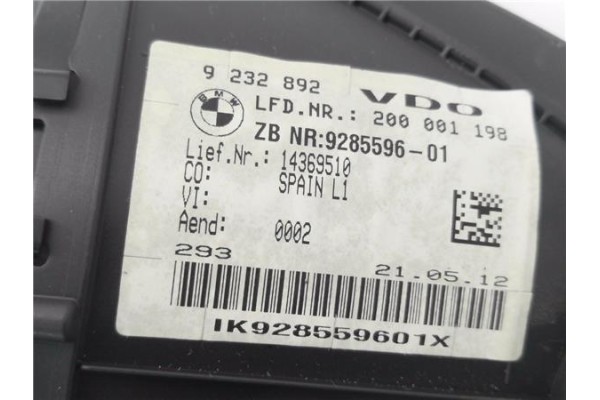 9 232 892 VDO
BMW LFD.NR.: 200 001 198
ZB NR:9285596-01
Lief.Nr.: 14369510
CO: SPAIN L1
VI:
Aend: 0002
293 21.05.12
IK928559601X